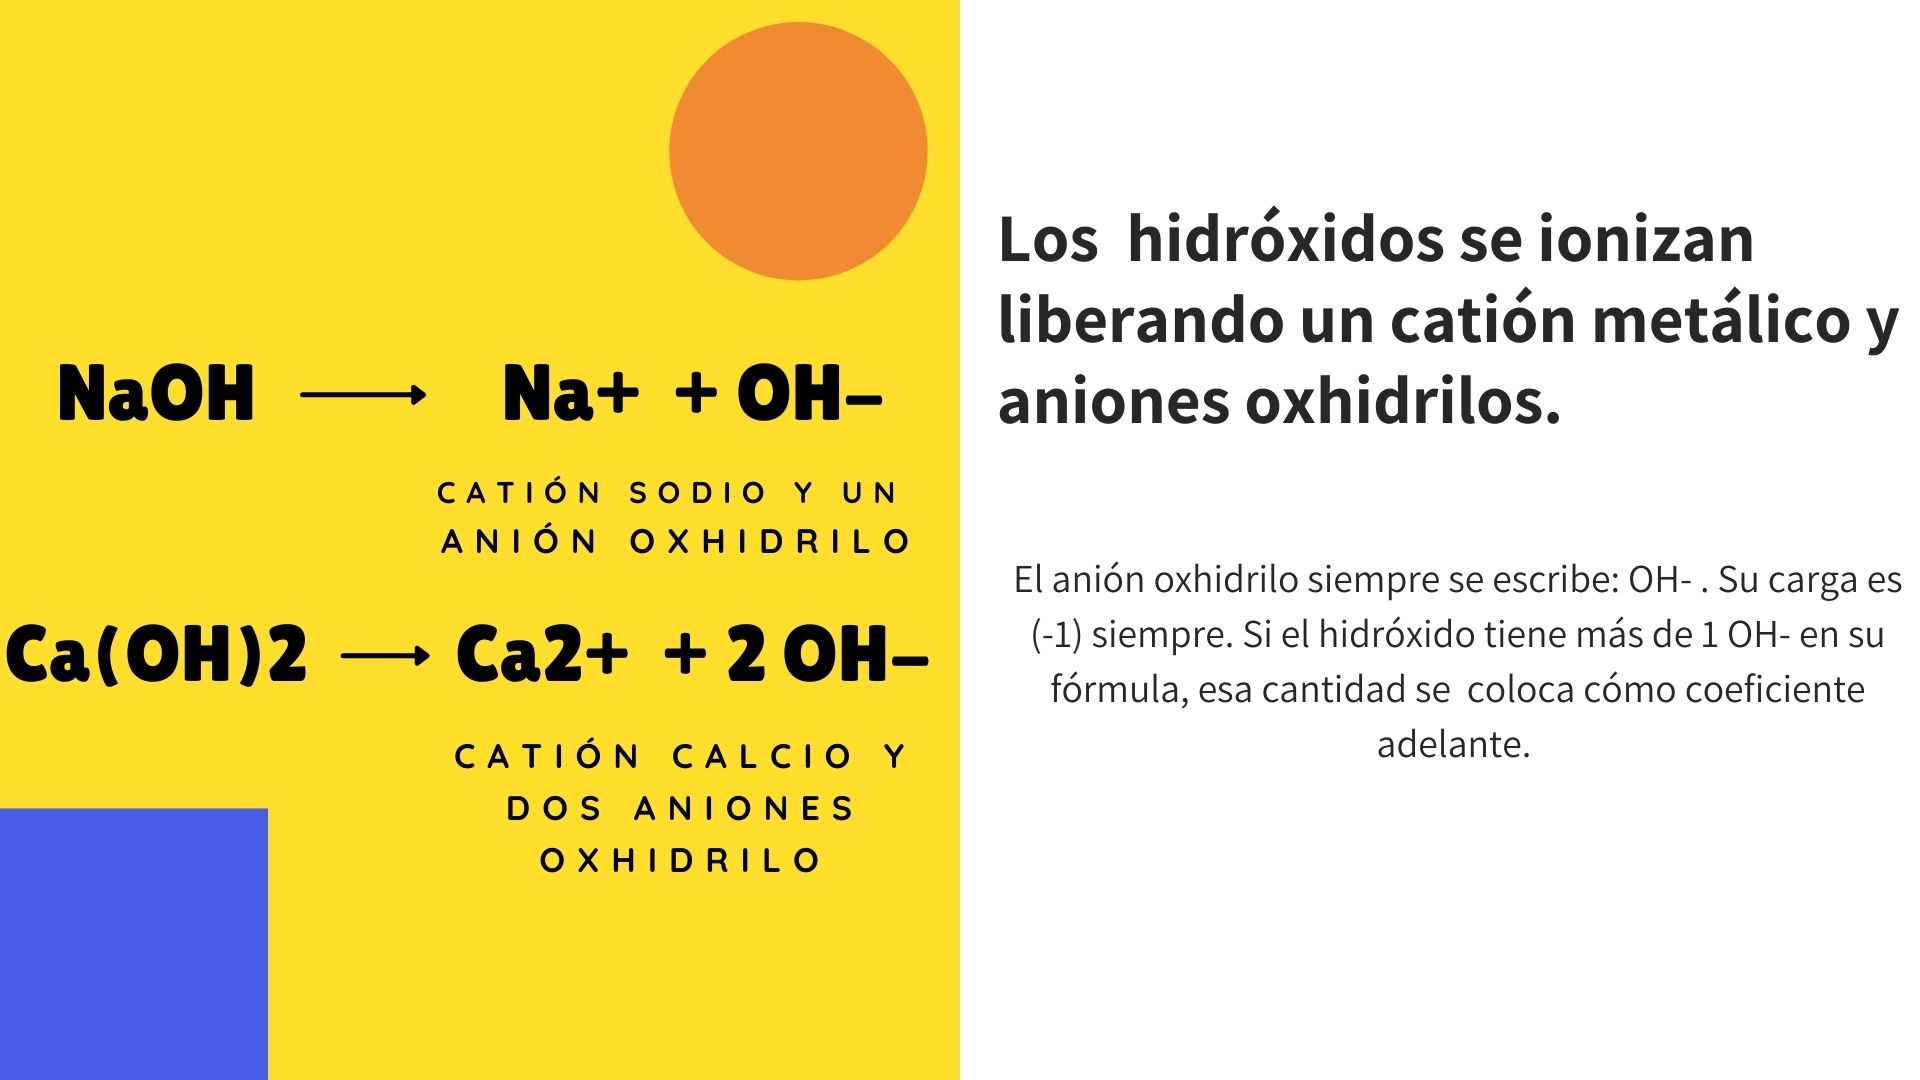 NaOH → Na+ + OH–
CATIÓN SODIO Y UN
ANIÓN OXHIDRILO
Ca(OH)2 → Ca2+ + 2 OH–
CATIÓN CALCIO Y
DOS ANIONES
OXHIDRILO
Los hidróxidos se ionizan
liberando un catión metálico y
aniones oxhidrilos.
El anión oxhidrilo siempre se escribe: OH- . Su carga es
(-1) siempre. Si el hidróxido tiene más de 1 OH- en su
fórmula, esa cantidad se coloca cómo coeficiente
adelante.